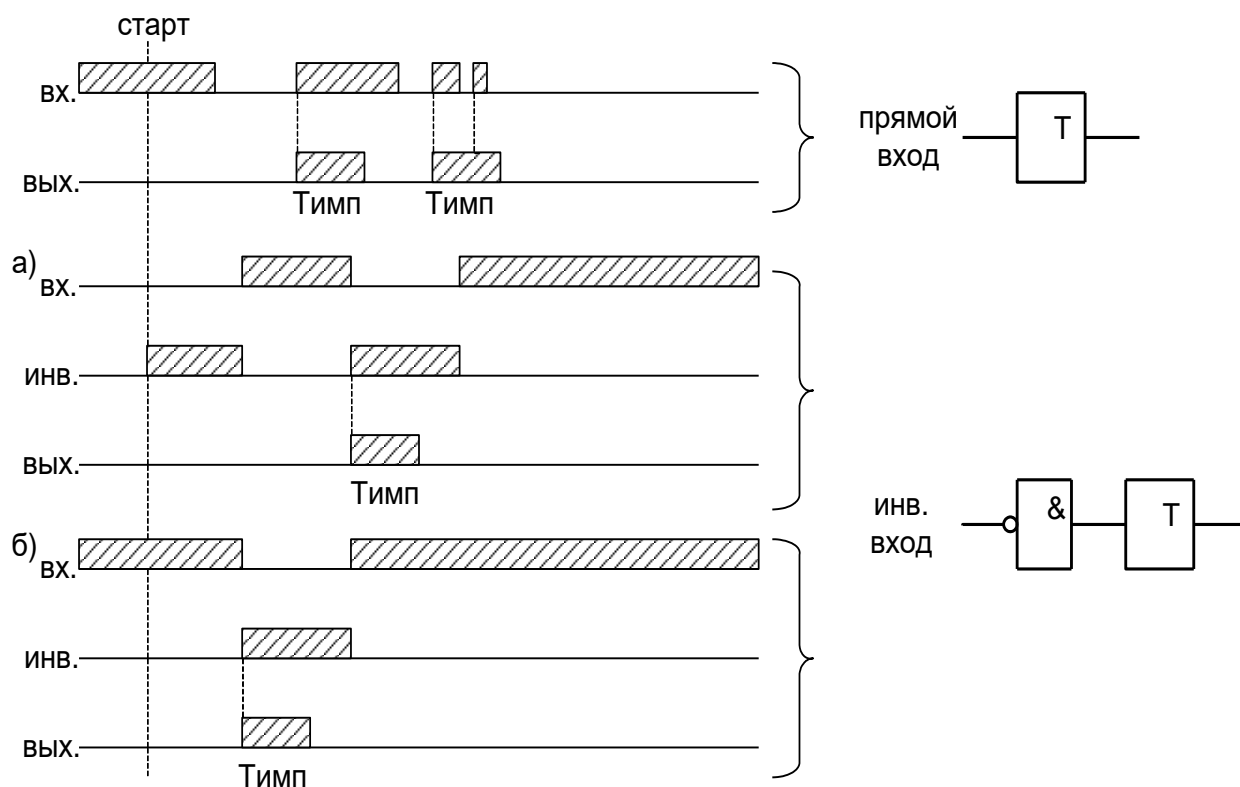 старт
вх.
вых.
Тимп Тимп
прямой
вход
T
а)
вх.
инв.
вых.
Тимп
б)
вх.
инв.
вых.
Тимп
инв.
вход
&
T